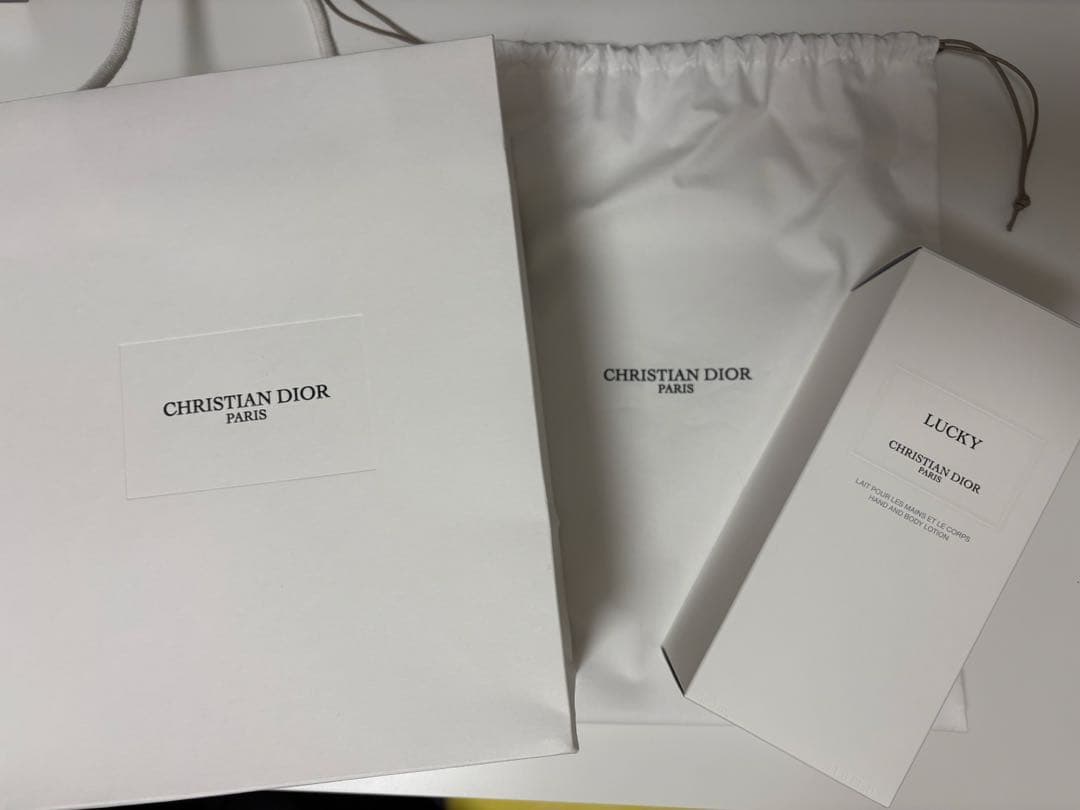 CHRISTIAN DIOR
PARIS
CHRISTIAN DIOR
PARIS
LUCKY
CHRISTIAN DIOR
PARIS
LAIT POUR LES MAINS ET LE CORPS
HAND AND BODY LOTION